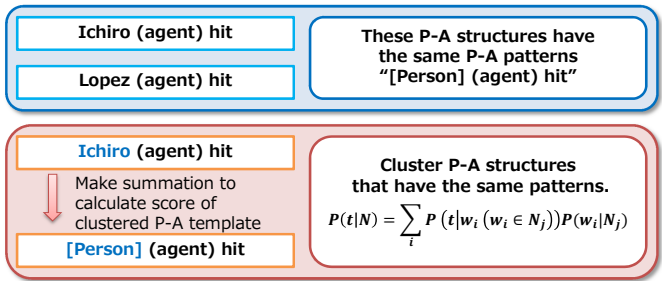 Ichiro (agent) hit
Lopez (agent) hit
These P-A structures have
the same P-A patterns
“[Person] (agent) hit”
Ichiro (agent) hit
Make summation to
calculate score of
clustered P-A template
[Person] (agent) hit
Cluster P-A structures
that have the same patterns.
P(t|N) = ∑_i P (t|w_i (w_i ∈ N_j))P(w_i|N_j)